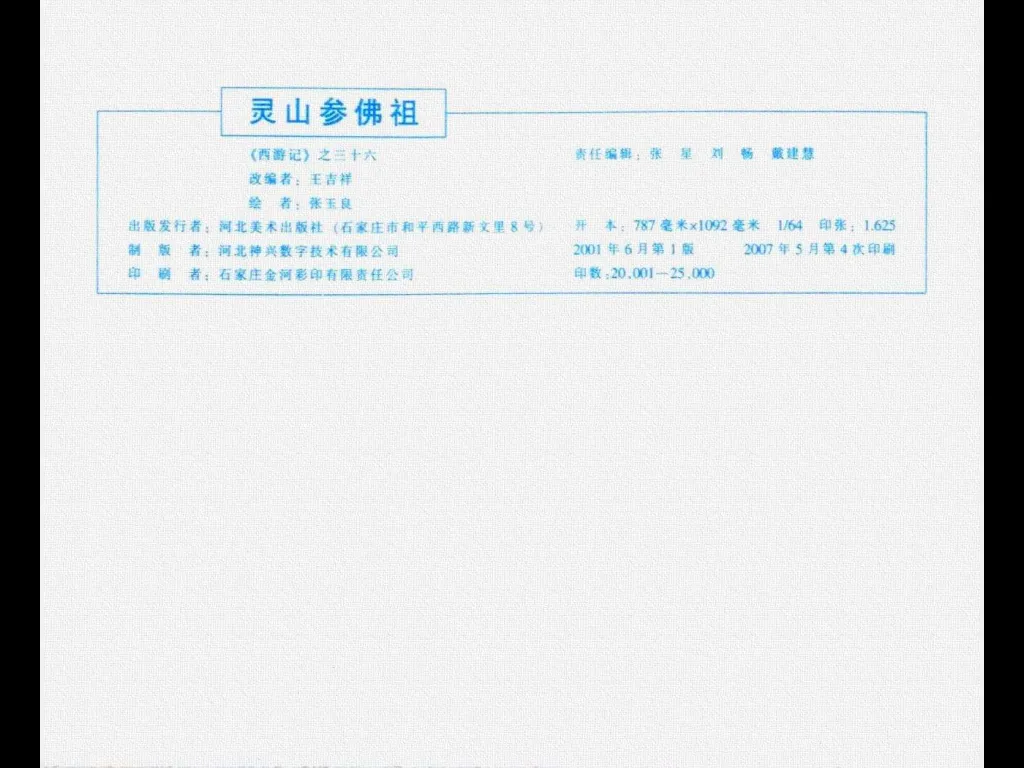 灵山参佛祖
《西游记》之三十六
责任编辑：张 星 刘 畅 戴建慧
改编者：王吉祥
绘 者：张玉良
出版发行者：河北美术出版社（石家庄市和平西路新文里8号）
开 本：787毫米×1092毫米 1/64 印张：1.625
制 版 者：河北神兴数字技术有限公司
2001年6月第1版 2007年5月第4次印刷
印 刷 者：石家庄金河彩印有限责任公司
印数：20,001—25,000